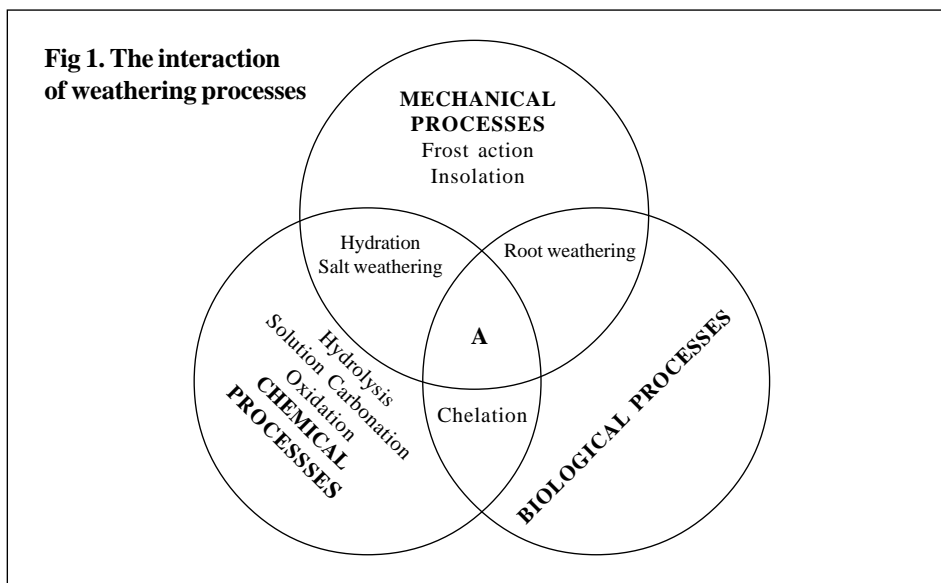 Fig 1. The interaction
of weathering processes
MECHANICAL
PROCESSES
Frost action
Insolation
Hydration
Salt weathering
Root weathering
A
Hydrolysis
Solution Carbonation
Oxidation
CHEMICAL
PROCESSSES
Chelation
BIOLOGICAL PROCESSES